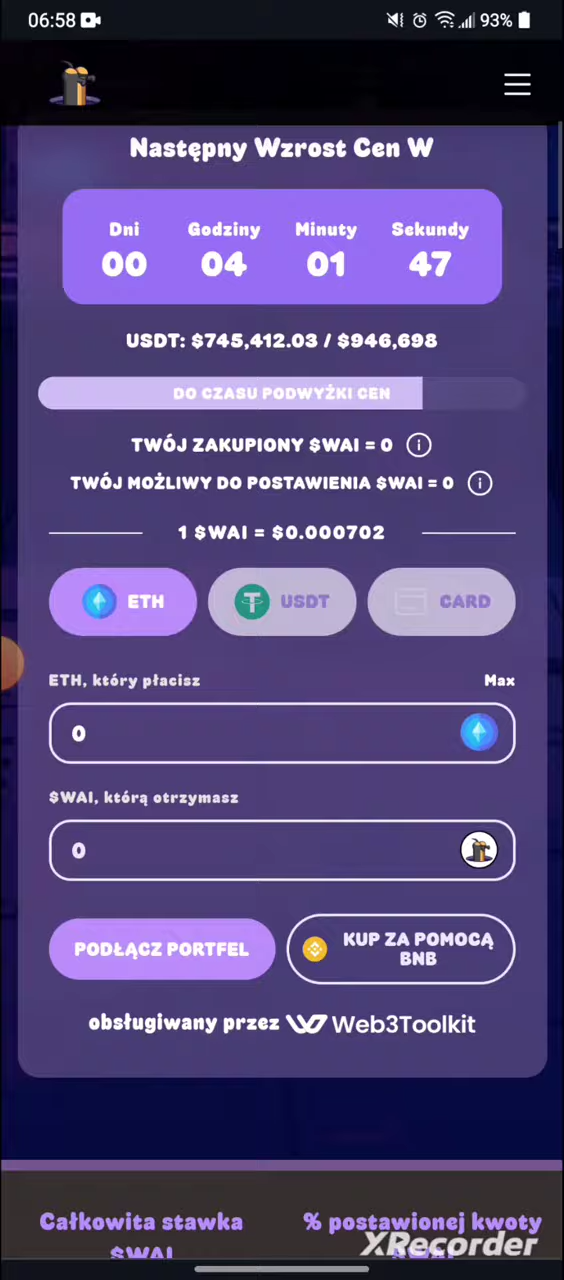 06:58 93%
Następny Wzrost Cen W
Dni Godziny Minuty Sekundy
00 04 01 47
USDT: $745,412.03 / $946,698
DO CZASU PODWYŻKI CEN
TWÓJ ZAKUPIONY $WAI = 0
TWÓJ MOŻLIWY DO POSTAWIENIA $WAI = 0
1 $WAI = $0.000702
ETH USDT CARD
ETH, który płacisz Max
0
$WAI, którą otrzymasz
0
PODŁĄCZ PORTFEL
KUP ZA POMOCĄ
BNB
obsługiwany przez Web3Toolkit
Całkowita stawka % postawionej kwoty
$WAI
XRecorder